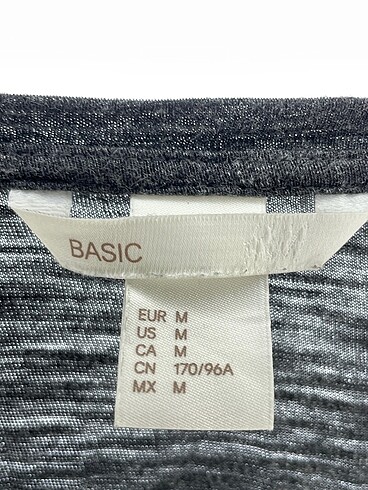 BASIC
EUR M
US M
CA M
CN 170/96A
MX M